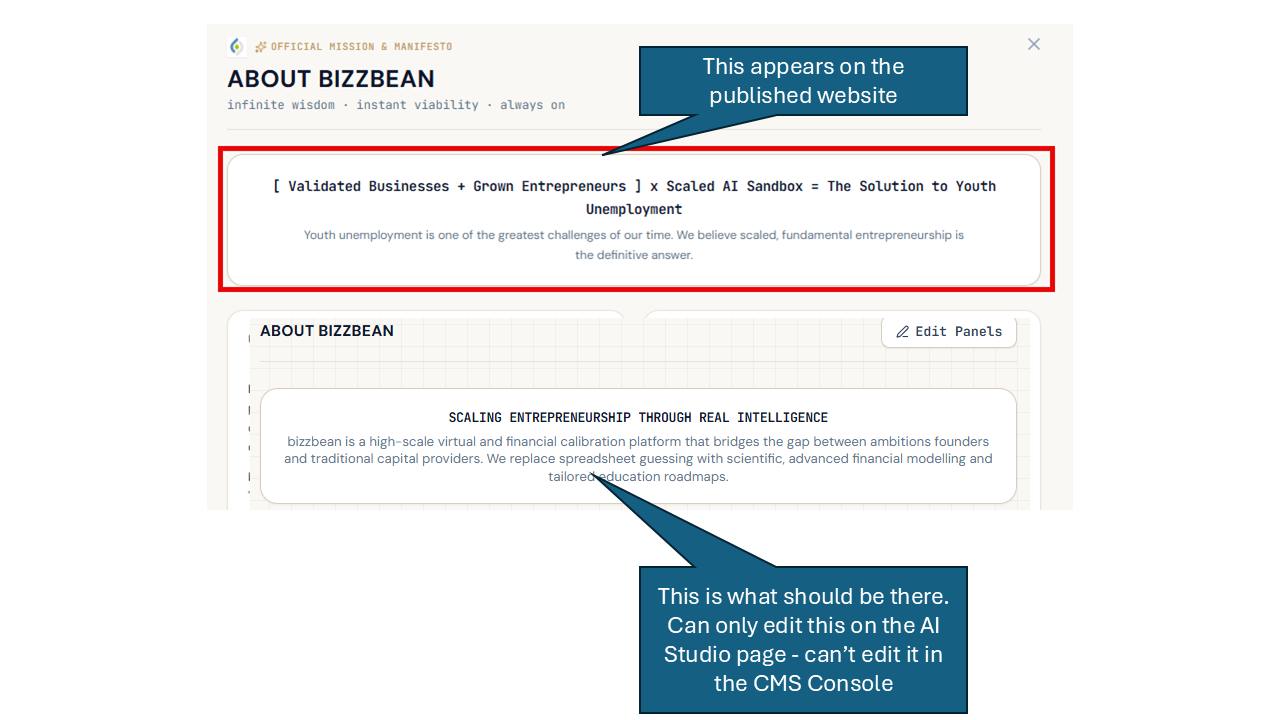 OFFICIAL MISSION & MANIFESTO
ABOUT BIZZBEAN
infinite wisdom · instant viability · always on
This appears on the
published website
[ Validated Businesses + Grown Entrepreneurs ] x Scaled AI Sandbox = The Solution to Youth
Unemployment
Youth unemployment is one of the greatest challenges of our time. We believe scaled, fundamental entrepreneurship is
the definitive answer.
ABOUT BIZZBEAN
Edit Panels
SCALING ENTREPRENEURSHIP THROUGH REAL INTELLIGENCE
bizzbean is a high-scale virtual and financial calibration platform that bridges the gap between ambitions founders
and traditional capital providers. We replace spreadsheet guessing with scientific, advanced financial modelling and
tailored education roadmaps.
This is what should be there.
Can only edit this on the AI
Studio page - can’t edit it in
the CMS Console